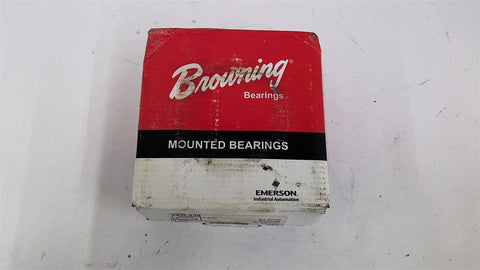 Browning®
Bearings
MOUNTED BEARINGS
EMERSON
Industrial Automation